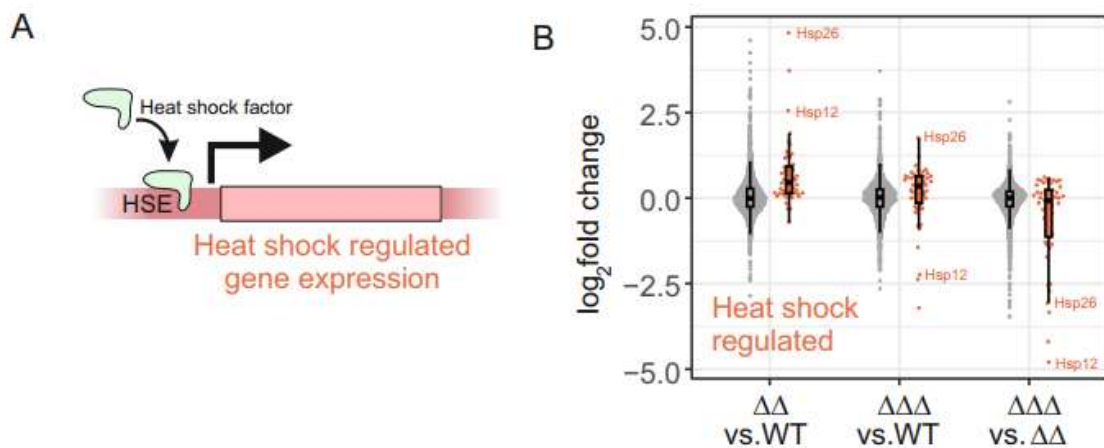 A
Heat shock factor
HSE
Heat shock regulated
gene expression
B
log₂fold change
5.0
2.5
0.0
−2.5
−5.0
Hsp26
Hsp12
Hsp26
Hsp12
Hsp26
Hsp12
Heat shock
regulated
ΔΔ
vs.WT
ΔΔΔ
vs.WT
ΔΔΔ
vs.ΔΔ